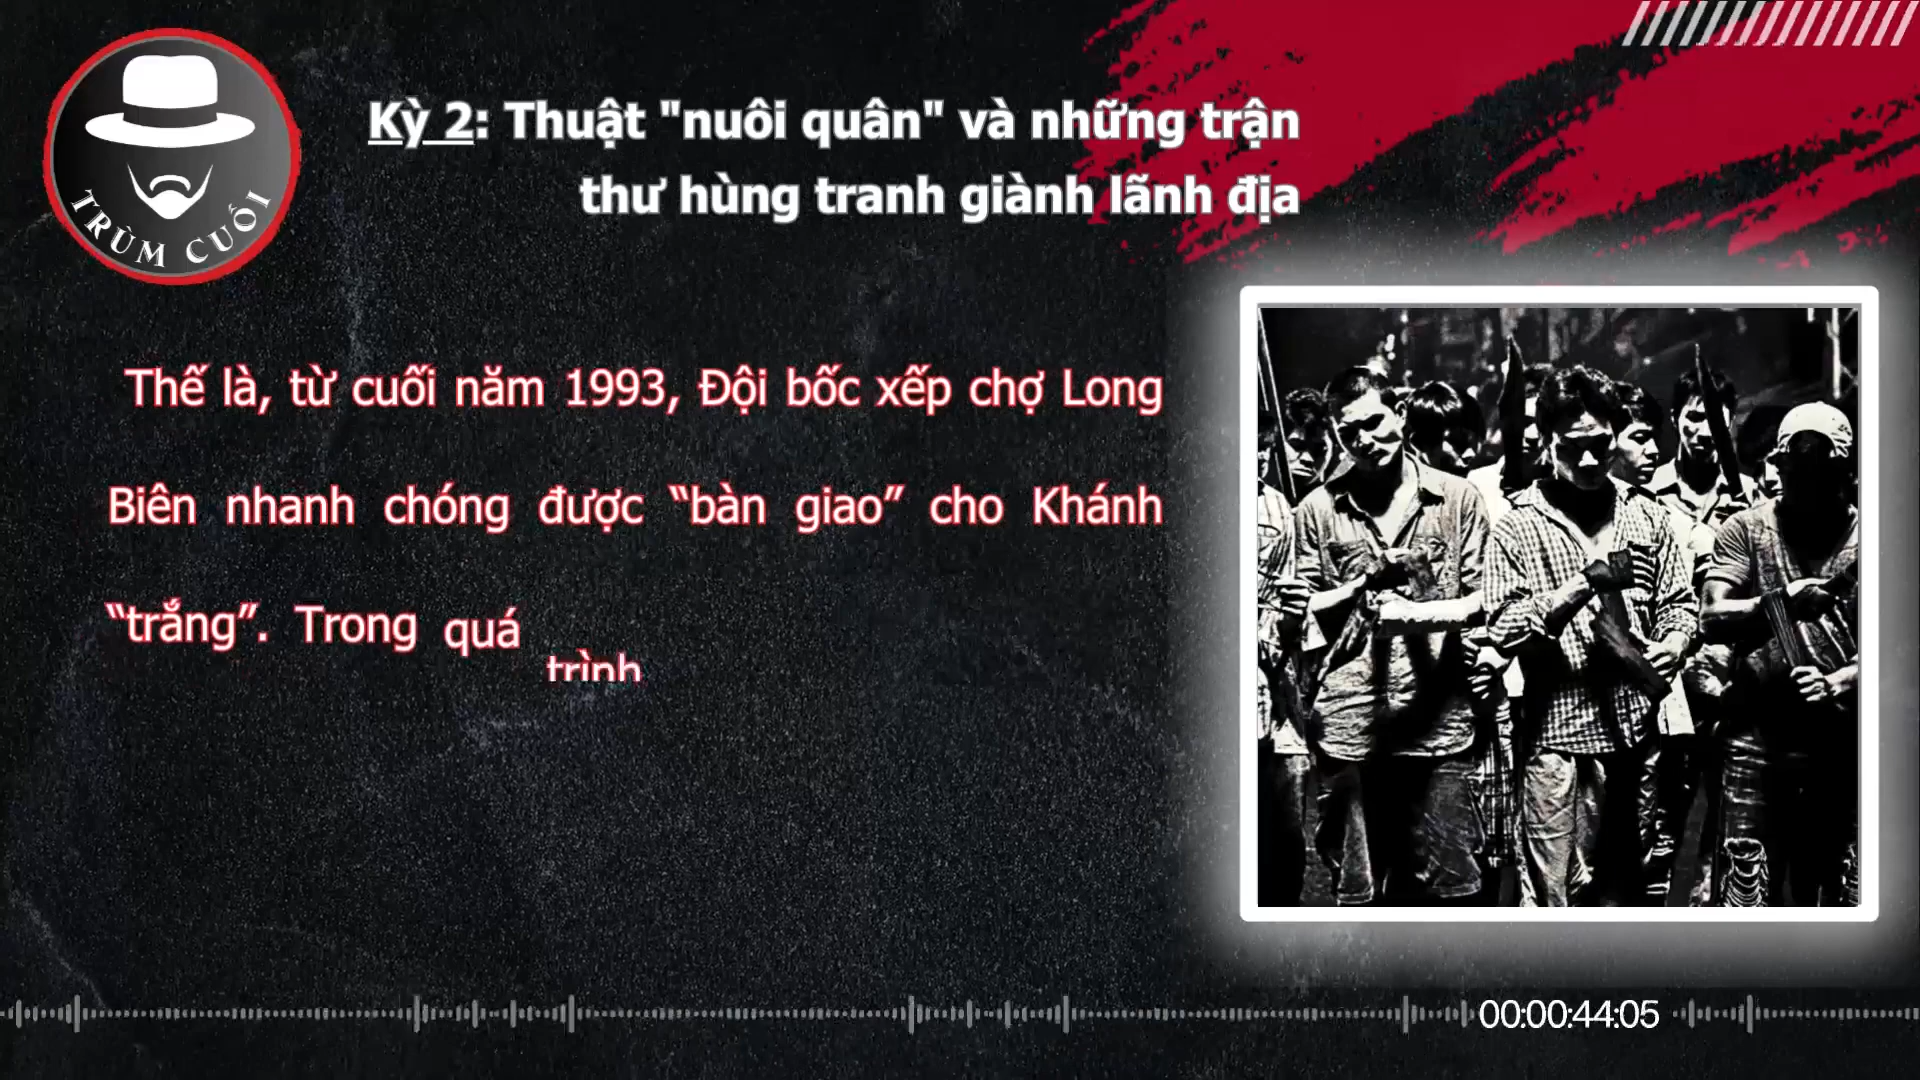 TRÙM CUỐI
Kỳ 2: Thuật "nuôi quân" và những trận
thư hùng tranh giành lãnh địa
Thế là, từ cuối năm 1993, Đội bốc xếp chợ Long
Biên nhanh chóng được “bàn giao” cho Khánh
“trắng”. Trong quá
trình
00:00:44:05